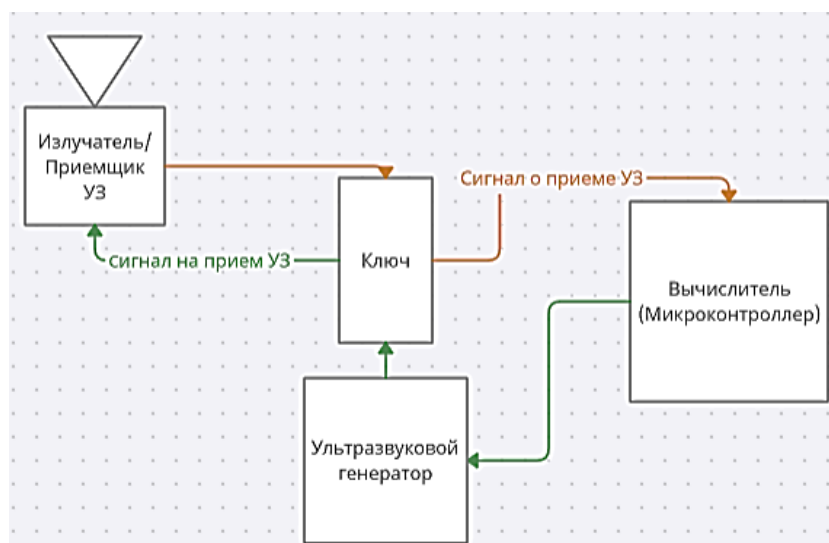 Излучатель/
Приемщик
УЗ
Сигнал о приеме УЗ
Сигнал на прием УЗ
Ключ
Вычислитель
(Микроконтроллер)
Ультразвуковой
генератор